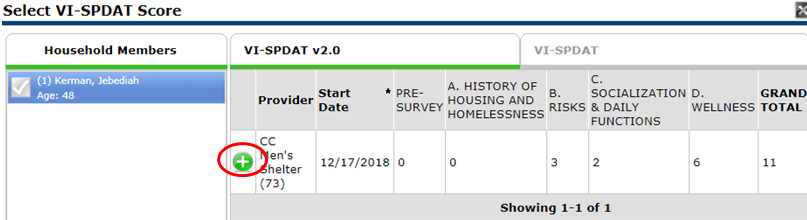 Select VI-SPDAT Score
Household Members
(1) Kerman, Jebediah
Age: 48
VI-SPDAT v2.0
VI-SPDAT
Provider
Start Date *
PRE-SURVEY
A. HISTORY OF HOUSING AND HOMELESSNESS
B. RISKS
C. SOCIALIZATION & DAILY FUNCTIONS
D. WELLNESS
GRAND TOTAL
CC Men's Shelter (73)
12/17/2018
0
0
3
2
6
11
Showing 1-1 of 1